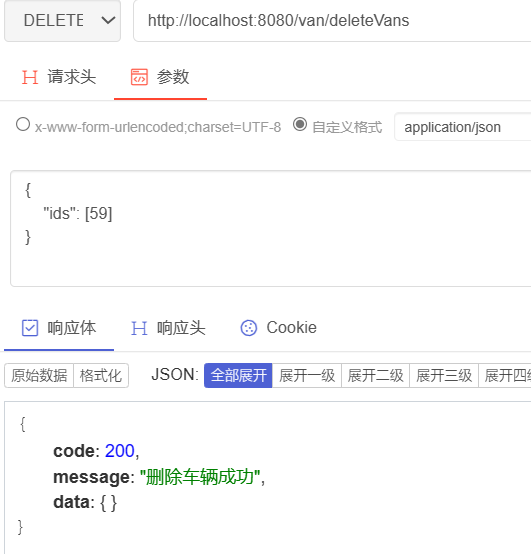 DELETE http://localhost:8080/van/deleteVans
请求头 参数
x-www-form-urlencoded;charset=UTF-8 自定义格式 application/json
{
"ids": [59]
}
响应体 响应头 Cookie
原始数据 格式化 JSON: 全部展开 展开一级 展开二级 展开三级 展开四
{
code: 200,
message: "删除车辆成功",
data: { }
}